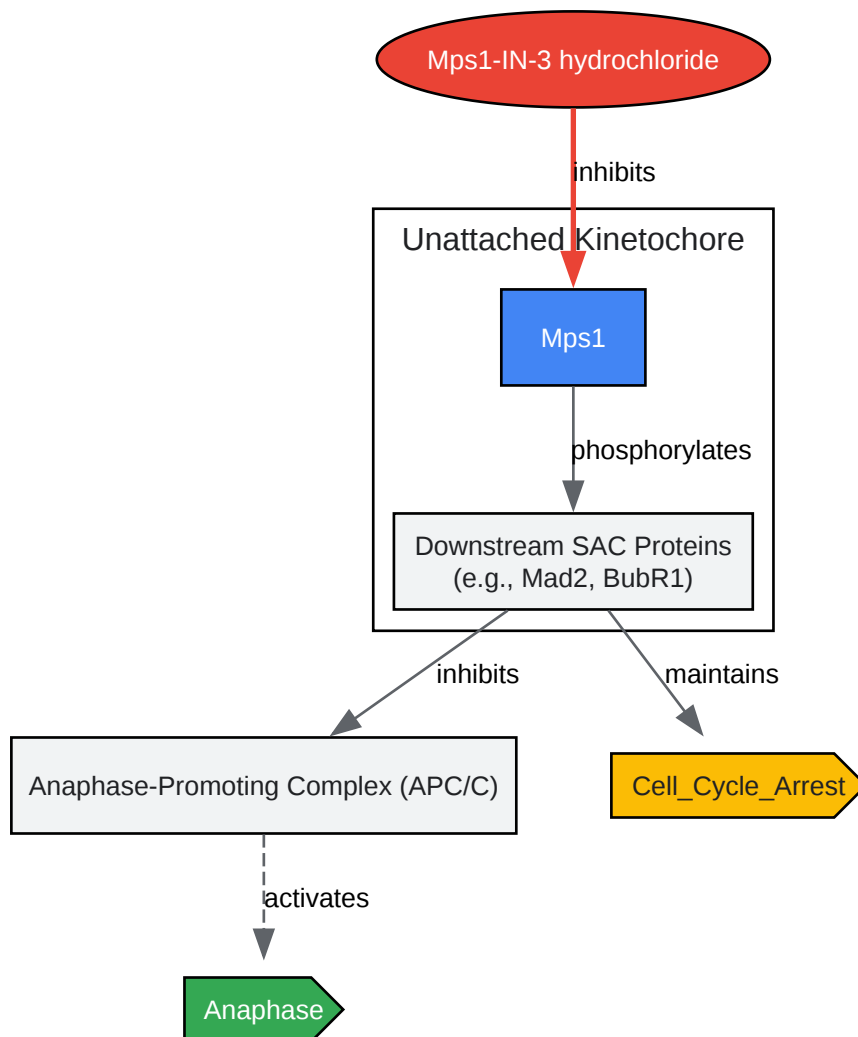 Mps1-IN-3 hydrochloride
inhibits
Unattached Kinetochore
Mps1
phosphorylates
Downstream SAC Proteins
(e.g., Mad2, BubR1)
inhibits
maintains
Anaphase-Promoting Complex (APC/C)
Cell_Cycle_Arrest
activates
Anaphase